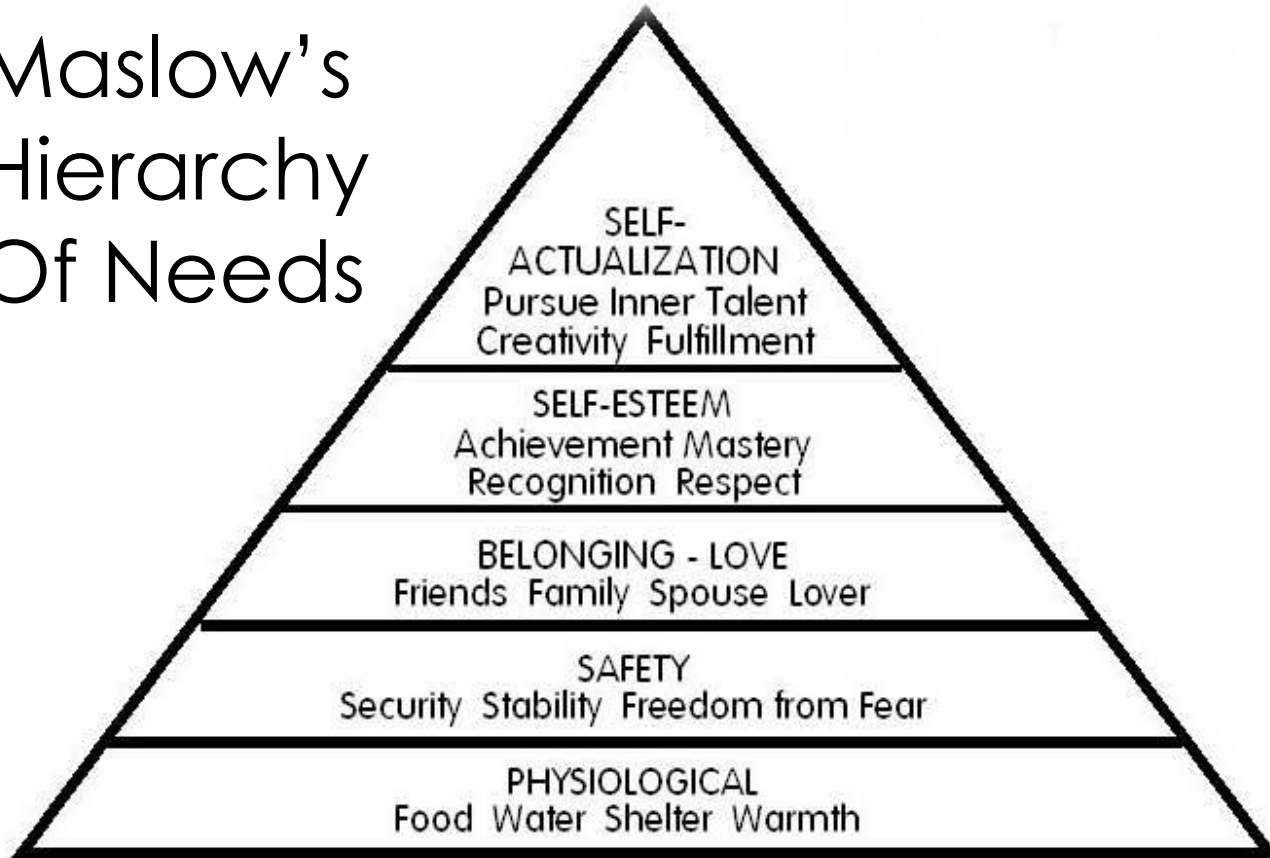 Maslow's
Hierarchy
Of Needs
SELF-
ACTUALIZATION
Pursue Inner Talent
Creativity Fulfillment
SELF-ESTEEM
Achievement Mastery
Recognition Respect
BELONGING - LOVE
Friends Family Spouse Lover
SAFETY
Security Stability Freedom from Fear
PHYSIOLOGICAL
Food Water Shelter Warmth